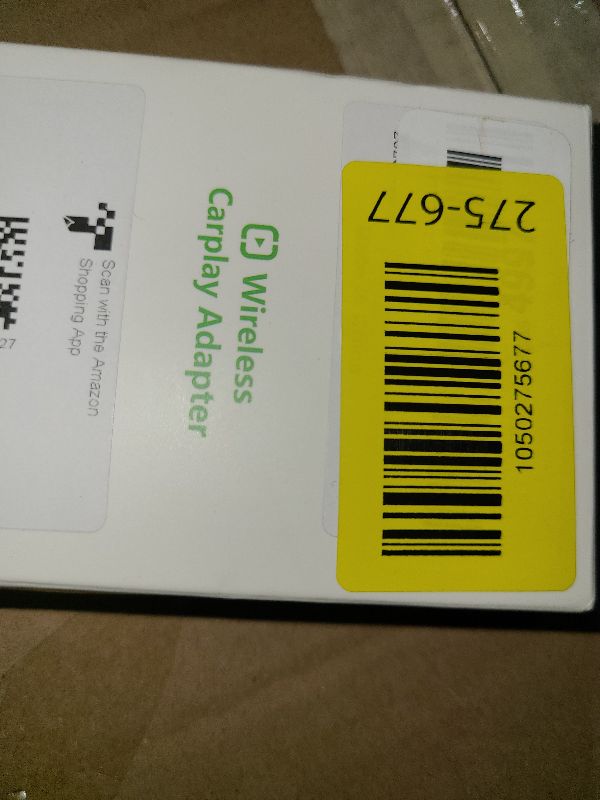 275-677
1050275677
Wireless
Carplay Adapter
Scan with the Amazon
Shopping App
27